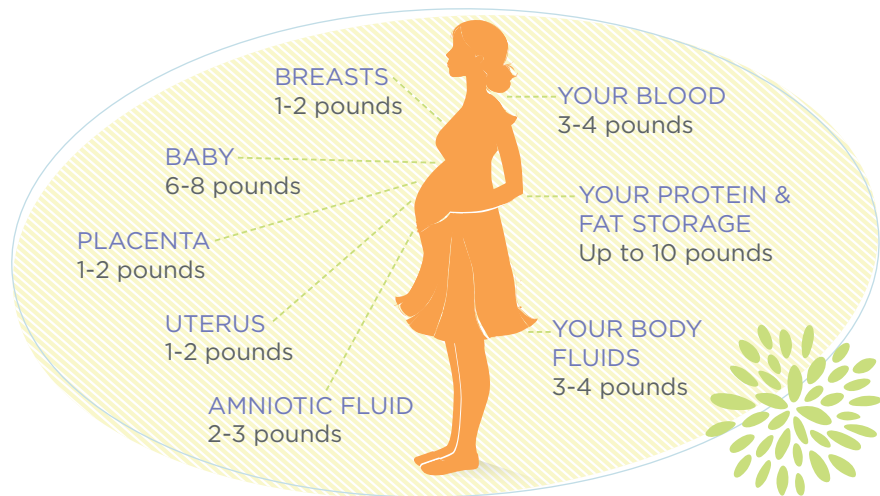 BREASTS
1-2 pounds
BABY
6-8 pounds
PLACENTA
1-2 pounds
UTERUS
1-2 pounds
AMNIOTIC FLUID
2-3 pounds
YOUR BLOOD
3-4 pounds
YOUR PROTEIN &
FAT STORAGE
Up to 10 pounds
YOUR BODY
FLUIDS
3-4 pounds